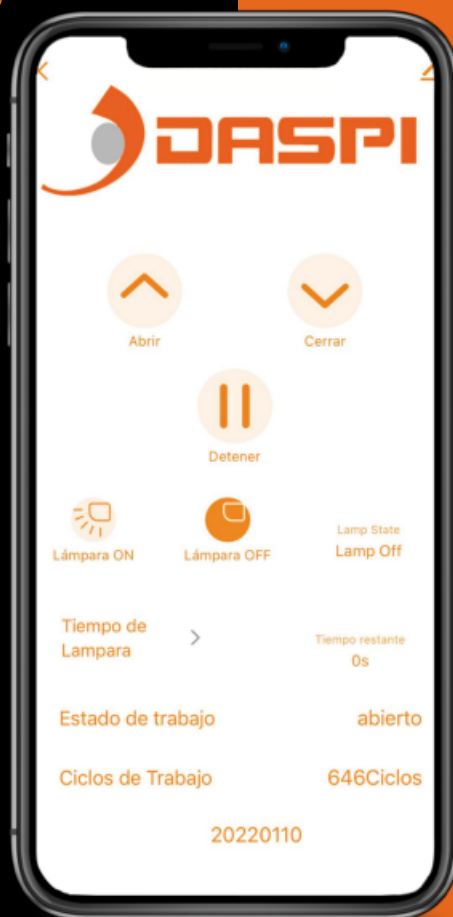 DASPI
Abrir
Cerrar
Detener
Lámpara ON
Lámpara OFF
Lamp State
Lamp Off
Tiempo de
Lampara
Tiempo restante
0s
Estado de trabajo
abierto
Ciclos de Trabajo
646Ciclos
20220110